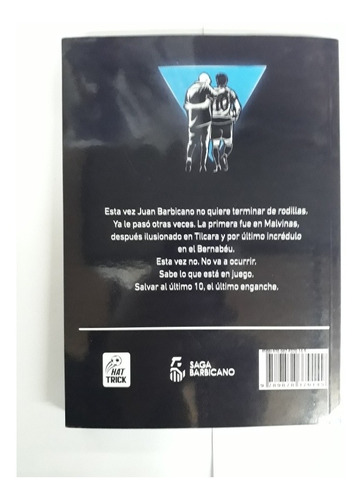 10
Esta vez Juan Barbicano no quiere terminar de rodillas.
Ya le pasó otras veces. La primera fue en Malvinas,
después ilusionado en Tilcara y por último incrédulo
en el Bernabéu.
Esta vez no. No va a ocurrir.
Sabe lo que está en juego.
Salvar al último 10, el último enganche.
HAT
TRICK
SAGA
BARBICANO